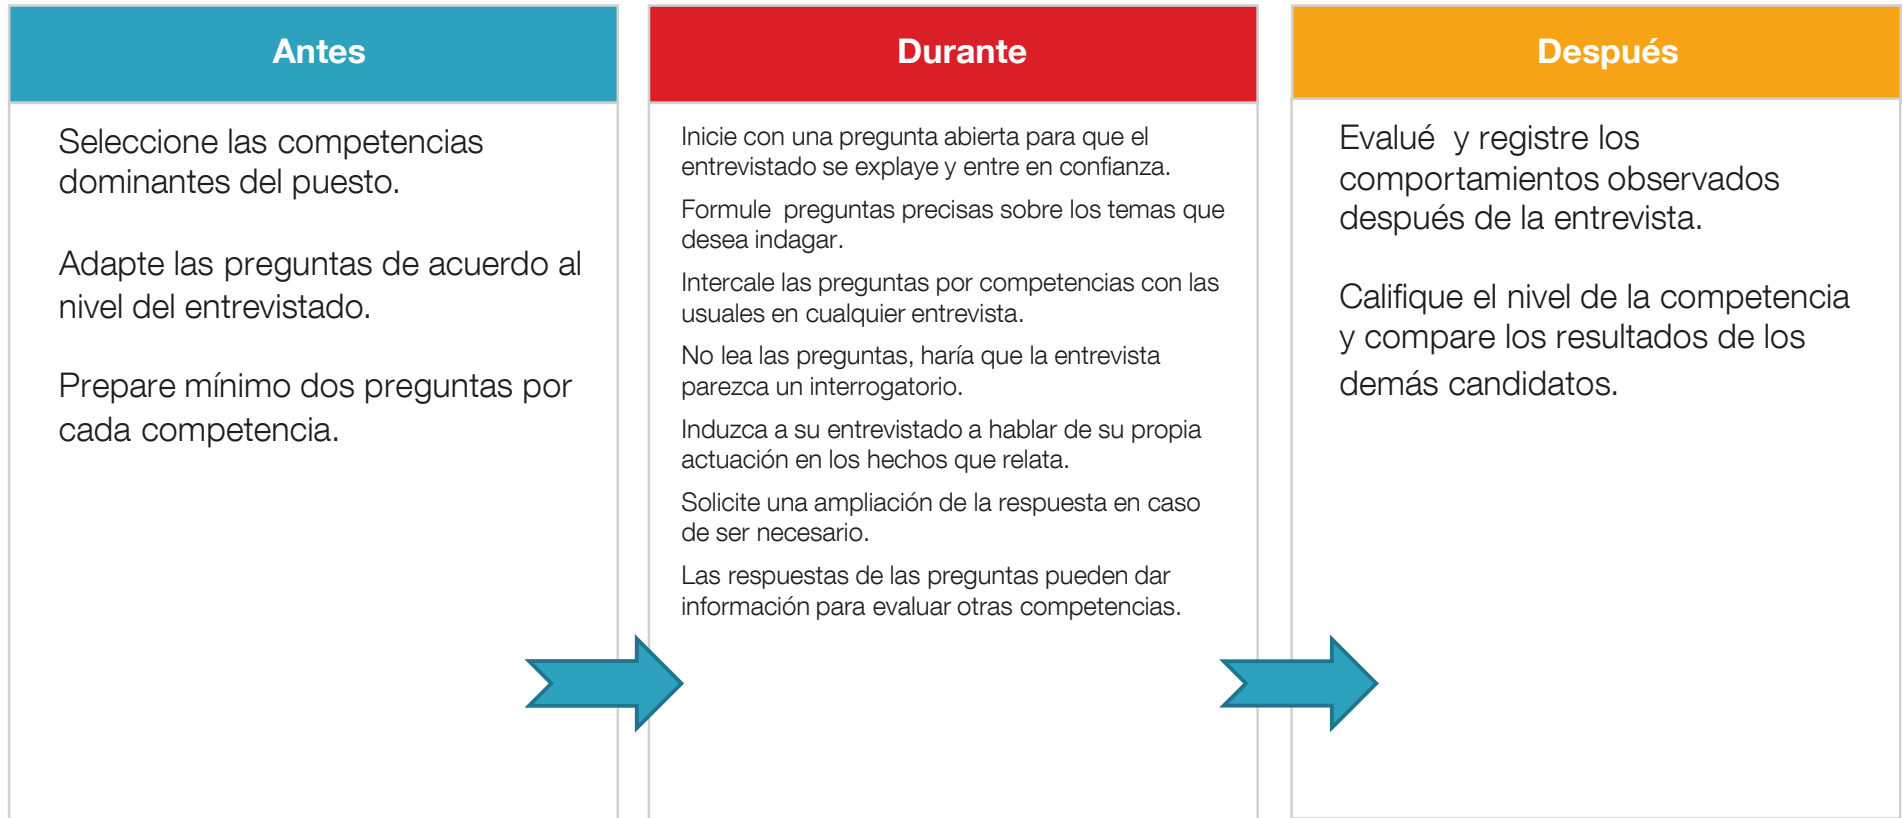 Antes
Seleccione las competencias
dominantes del puesto.
Adapte las preguntas de acuerdo al
nivel del entrevistado.
Prepare mínimo dos preguntas por
cada competencia.
Durante
Inicie con una pregunta abierta para que el
entrevistado se explaye y entre en confianza.
Formule  preguntas precisas sobre los temas que
desea indagar.
Intercale las preguntas por competencias con las
usuales en cualquier entrevista.
No lea las preguntas, haría que la entrevista
parezca un interrogatorio.
Induzca a su entrevistado a hablar de su propia
actuación en los hechos que relata.
Solicite una ampliación de la respuesta en caso
de ser necesario.
Las respuestas de las preguntas pueden dar
información para evaluar otras competencias.
Después
Evalué  y registre los
comportamientos observados
después de la entrevista.
Califique el nivel de la competencia
y compare los resultados de los
demás candidatos.